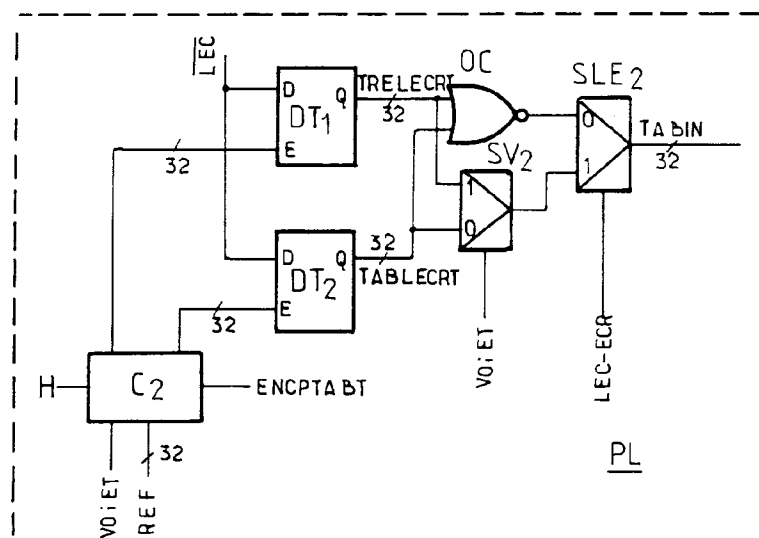 OC
SLE2
LEC
TRELECRT
D Q
DT1
E
32
32
0
1
TABIN
32
SV2
1
0
D Q
DT2
E
32
TABLECRT
32
H
C2
ENCPTABT
VOiET
LEC-ECR
VOiET
REF
32
PL